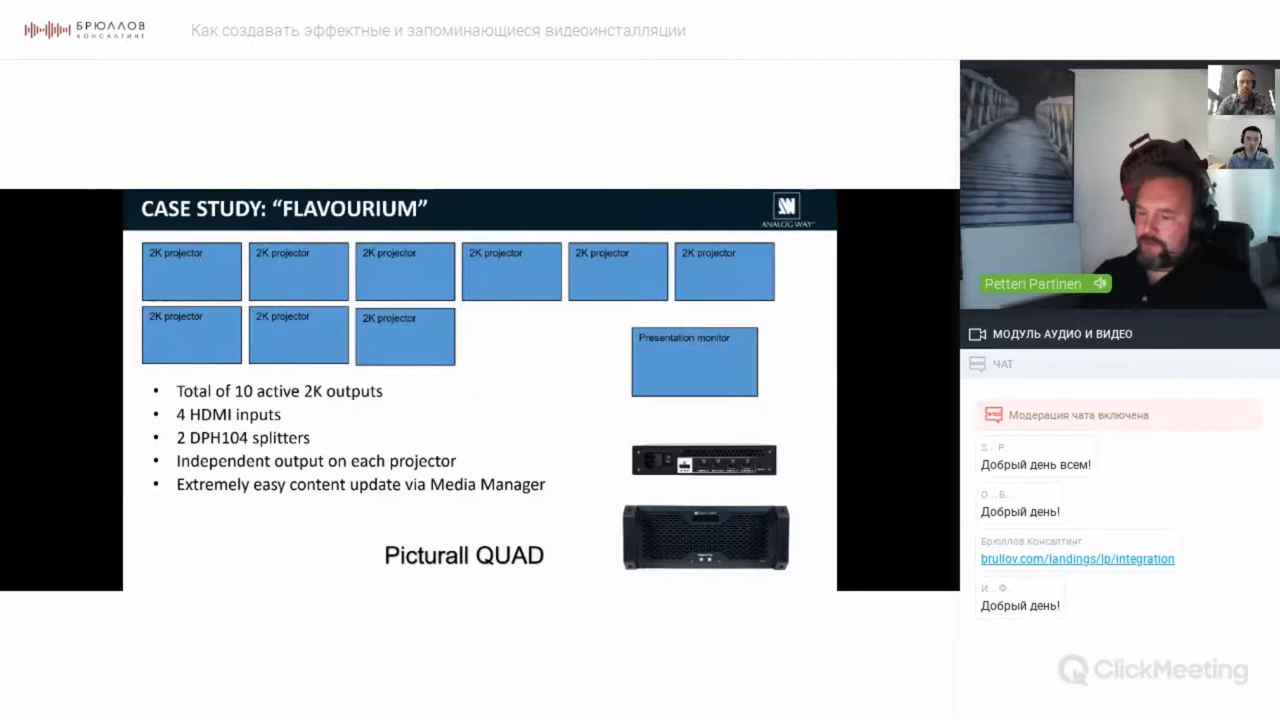 БРЮЛЛОВ
КОНСАЛТИНГ
Как создавать эффектные и запоминающиеся видеоинсталляции
CASE STUDY: “FLAVOURIUM”
ANALOG WAY
2K projector
2K projector
2K projector
2K projector
2K projector
2K projector
2K projector
2K projector
2K projector
Presentation monitor
• Total of 10 active 2K outputs
• 4 HDMI inputs
• 2 DPH104 splitters
• Independent output on each projector
• Extremely easy content update via Media Manager
Picturall QUAD
Petteri Partinen
МОДУЛЬ АУДИО И ВИДЕО
ЧАТ
Модерация чата включена
S... P..
Добрый день всем!
О... Б...
Добрый день!
Брюллов Консалтинг
brullov.com/landings/lp/integration
И... Ф..
Добрый день!
ClickMeeting